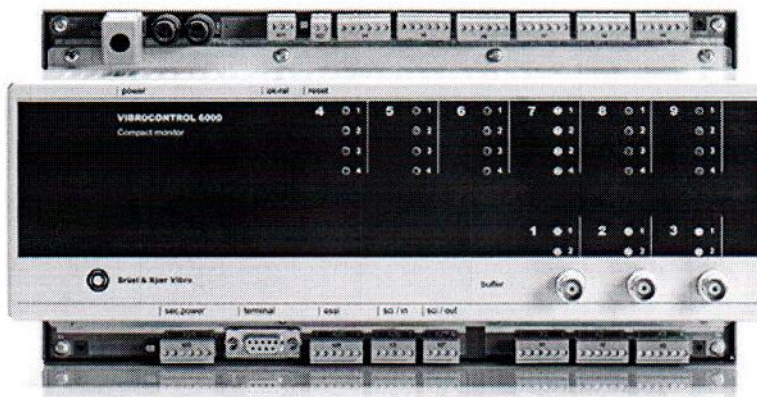 power ok-rel reset
VIBROCONTROL 6000
Compact monitor
4 1 5 1 6 1 7 1 8 1 9 1
2 2 2 2 2 2
3 3 3 3 3 3
4 4 4 4 4 4
1 1 2 1 3 1
2 2 2
Brüel & Kjær Vibro
buffer
sec.power terminal essi sci / in sci / out